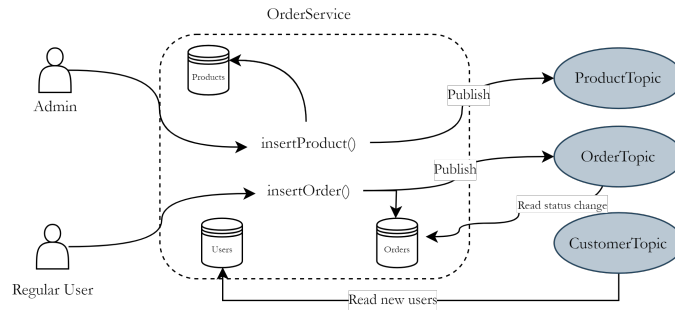 OrderService
Products
ProductTopic
Admin
Publish
insertProduct()
OrderTopic
Publish
insertOrder()
Read status change
Users
Orders
CustomerTopic
Regular User
Read new users